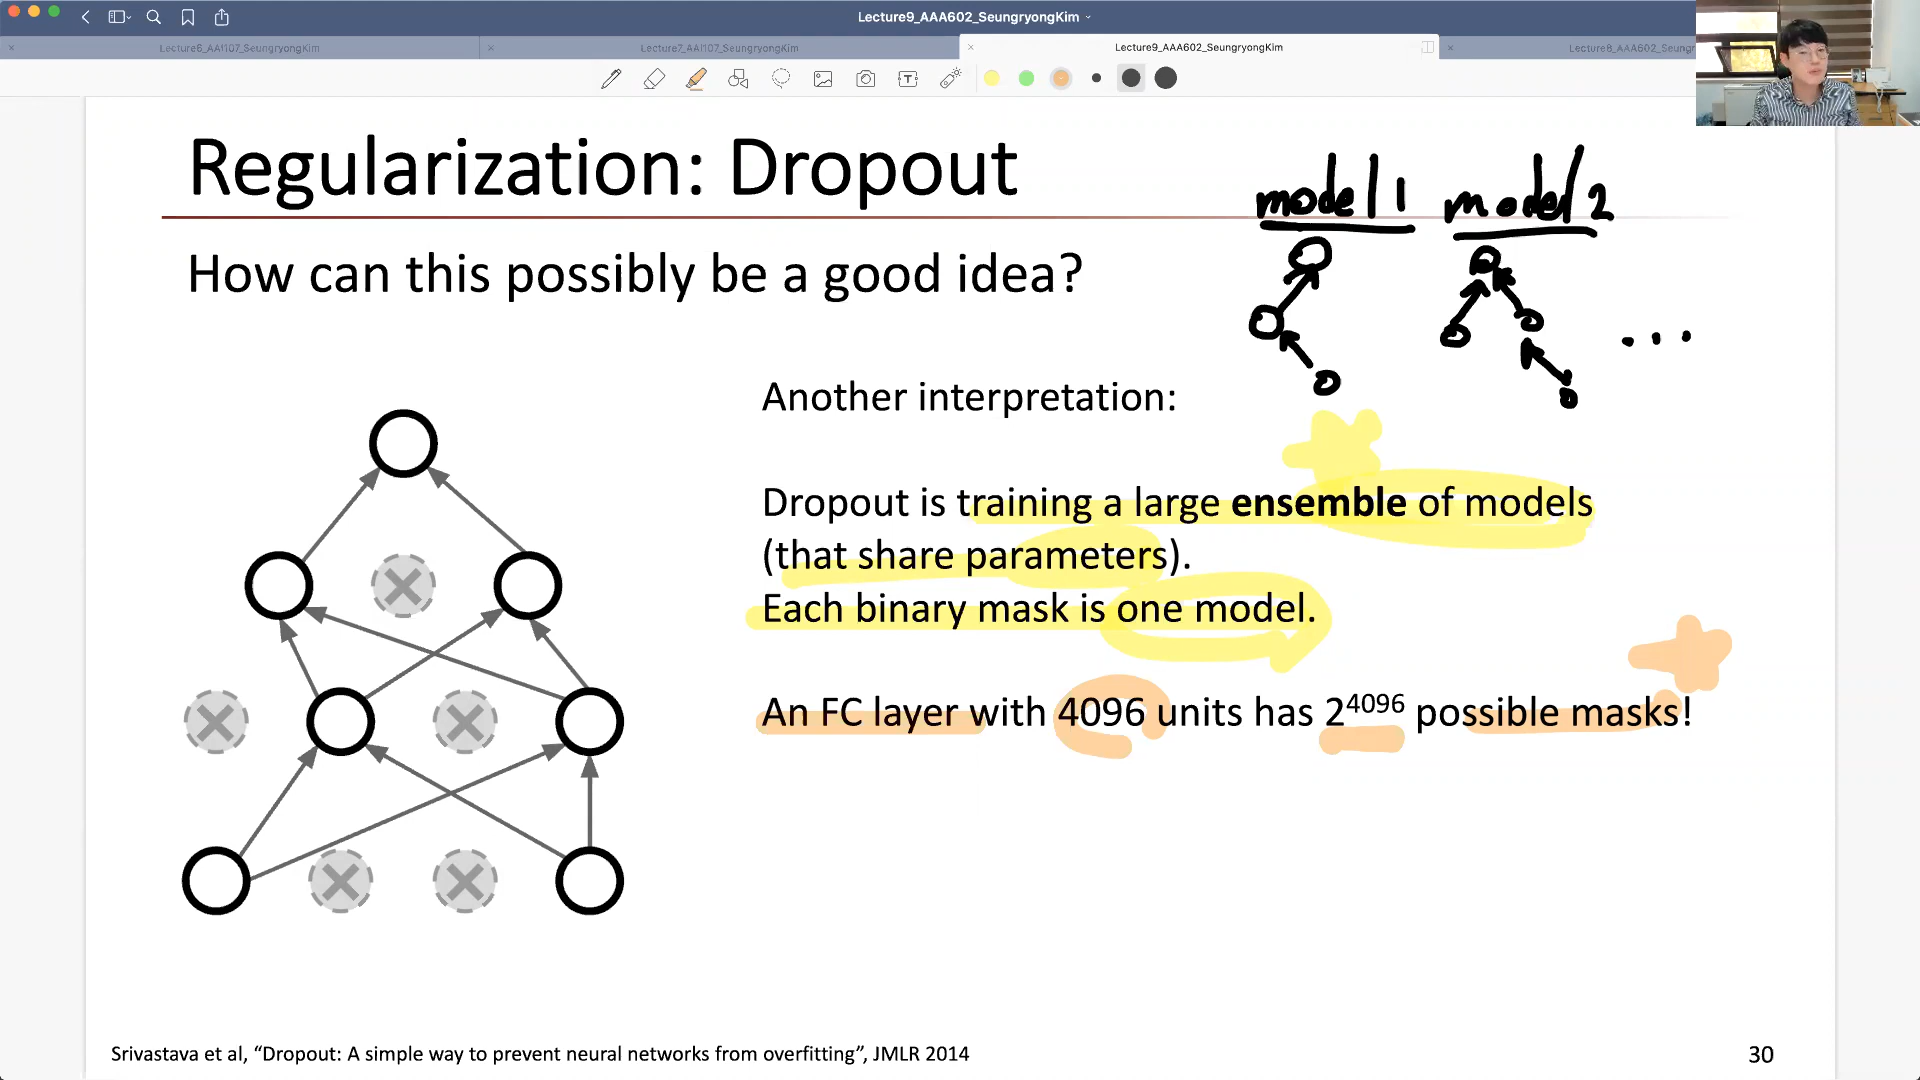 Lecture9_AAA602_SeungryongKim
Lecture6_AAI107_SeungryongKim
Lecture7_AAI107_SeungryongKim
Lecture9_AAA602_SeungryongKim
Lecture8_AAA602_Seungr
Regularization: Dropout
model 1 model 2
How can this possibly be a good idea?
...
Another interpretation:
Dropout is training a large ensemble of models
(that share parameters).
Each binary mask is one model.
An FC layer with 4096 units has 2⁴⁰⁹⁶ possible masks!
Srivastava et al, “Dropout: A simple way to prevent neural networks from overfitting”, JMLR 2014
30